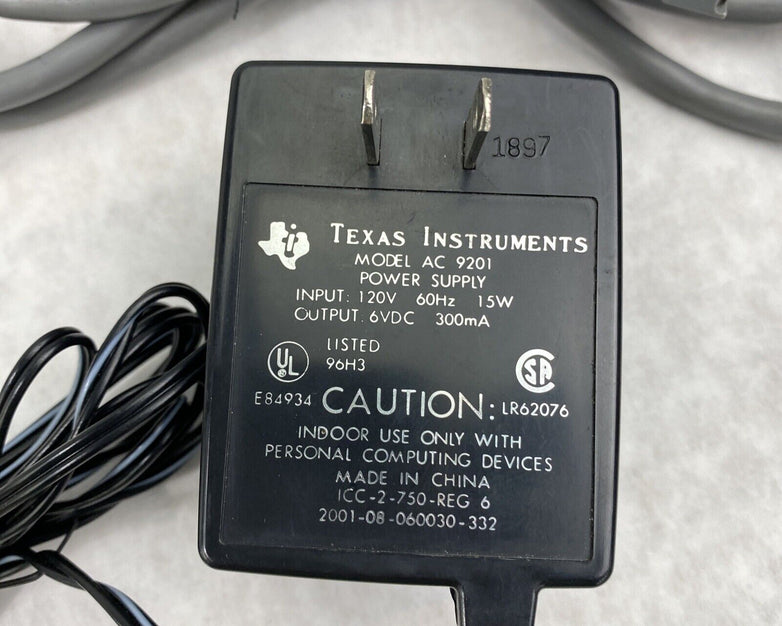 1897
TEXAS INSTRUMENTS
MODEL AC 9201
POWER SUPPLY
INPUT: 120V 60Hz 15W
OUTPUT: 6VDC 300mA
UL LISTED
96H3
SA
E84934 CAUTION: LR62076
INDOOR USE ONLY WITH
PERSONAL COMPUTING DEVICES
MADE IN CHINA
ICC-2-750-REG 6
2001-08-060030-332